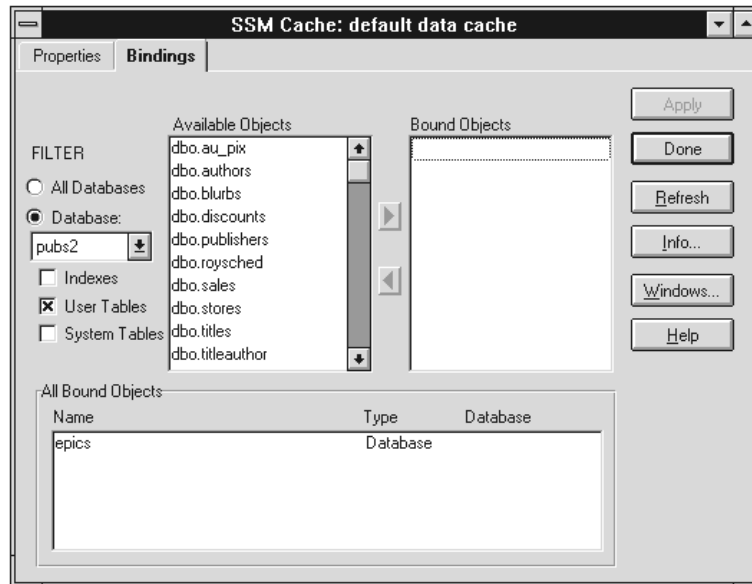 SSM Cache: default data cache
Properties
Bindings
FILTER
All Databases
Database:
pubs2
Indexes
User Tables
System Tables
Available Objects
dbo.au_pix
dbo.authors
dbo.blurbs
dbo.discounts
dbo.publishers
dbo.roysched
dbo.sales
dbo.stores
dbo.titles
dbo.titleauthor
Bound Objects
Apply
Done
Refresh
Info...
Windows...
Help
All Bound Objects
Name Type Database
epics Database